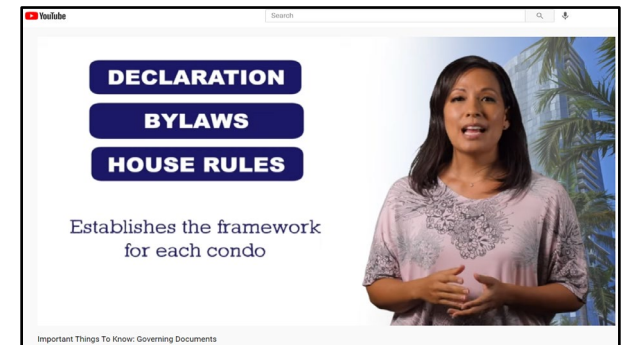 YouTube
Search
DECLARATION
BYLAWS
HOUSE RULES
Establishes the framework
for each condo
Important Things To Know: Governing Documents